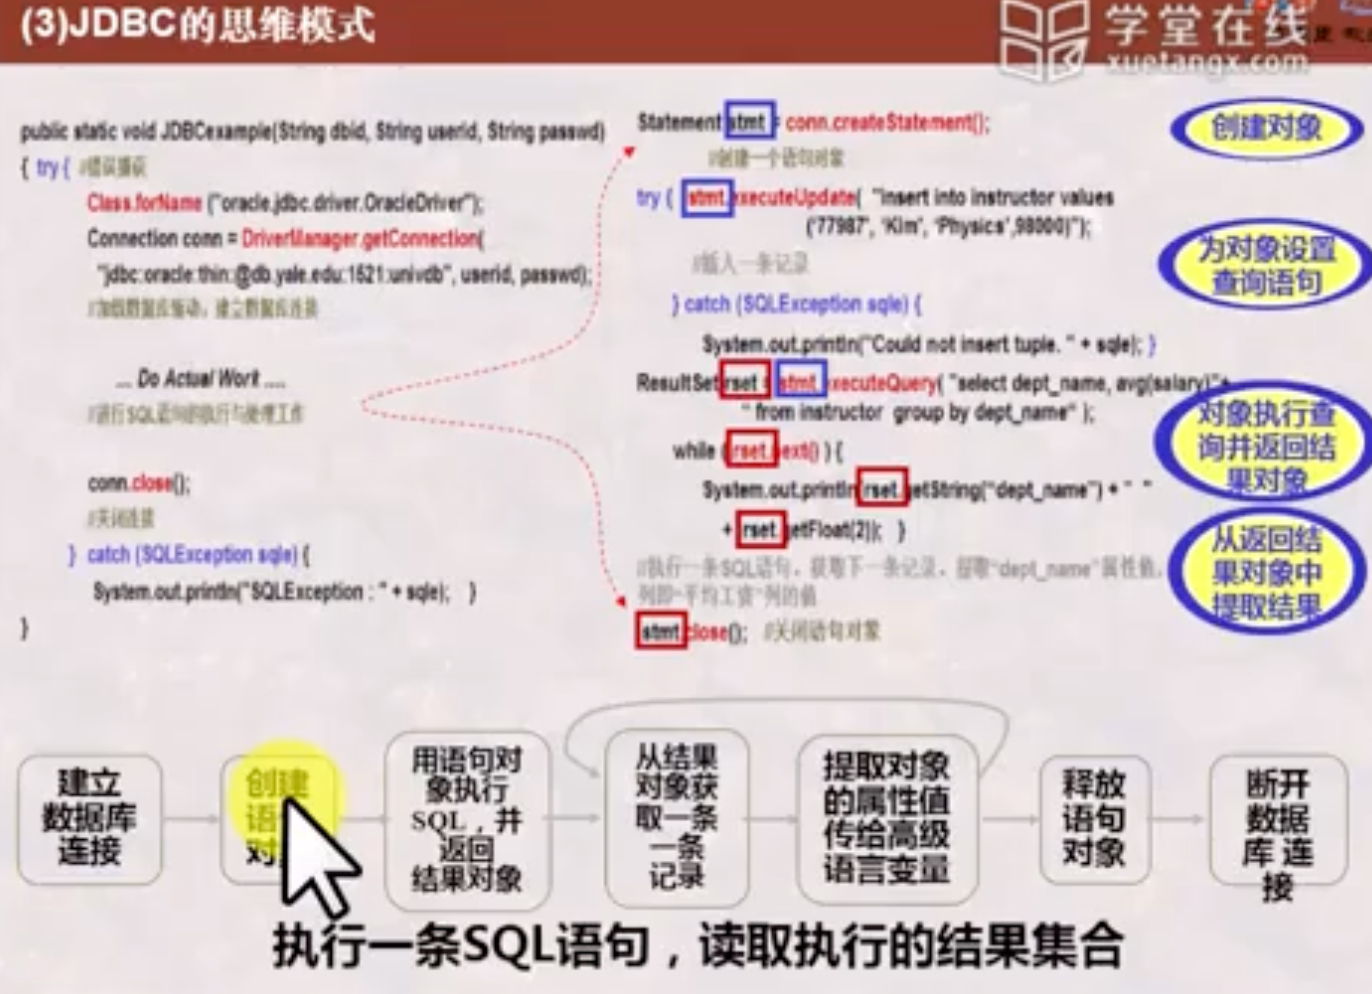 (3)JDBC的思维模式
学堂在线
xuetangx.com
public static void JDBCexample(String dbid, String userid, String passwd)
{ try { //错误捕获
Class.forName ("oracle.jdbc.driver.OracleDriver");
Connection conn = DriverManager.getConnection(
"jdbc:oracle:thin:@db.yale.edu:1521:univdb", userid, passwd);
//加载数据库驱动，建立数据库连接
... Do Actual Work ....
//进行SQL语句的执行与处理工作
conn.close();
//关闭连接
} catch (SQLException sqle) {
System.out.println("SQLException : " + sqle); }
}
Statement stmt = conn.createStatement();
//创建一个语句对象
try { stmt.executeUpdate( "insert into instructor values
('77987', 'Kim', 'Physics',98000)");
//插入一条记录
} catch (SQLException sqle) {
System.out.println("Could not insert tuple. " + sqle); }
ResultSet rset = stmt.executeQuery( "select dept_name, avg(salary)"+
" from instructor group by dept_name" );
while ( rset.next() ) {
System.out.println(rset.getString("dept_name") + " "
+ rset.getFloat(2)); }
//执行一条SQL语句，获取下一条记录，提取"dept_name"属性值，
列即"平均工资"列的值
stmt.close(); //关闭语句对象
创建对象
为对象设置
查询语句
对象执行查
询并返回结
果对象
从返回结
果对象中
提取结果
建立
数据库
连接
创建
语句
对象
用语句对
象执行
SQL，并
返回
结果对象
从结果
对象获
取一条
一条
记录
提取对象
的属性值
传给高级
语言变量
释放
语句
对象
断开
数据
库 连
接
执行一条SQL语句，读取执行的结果集合